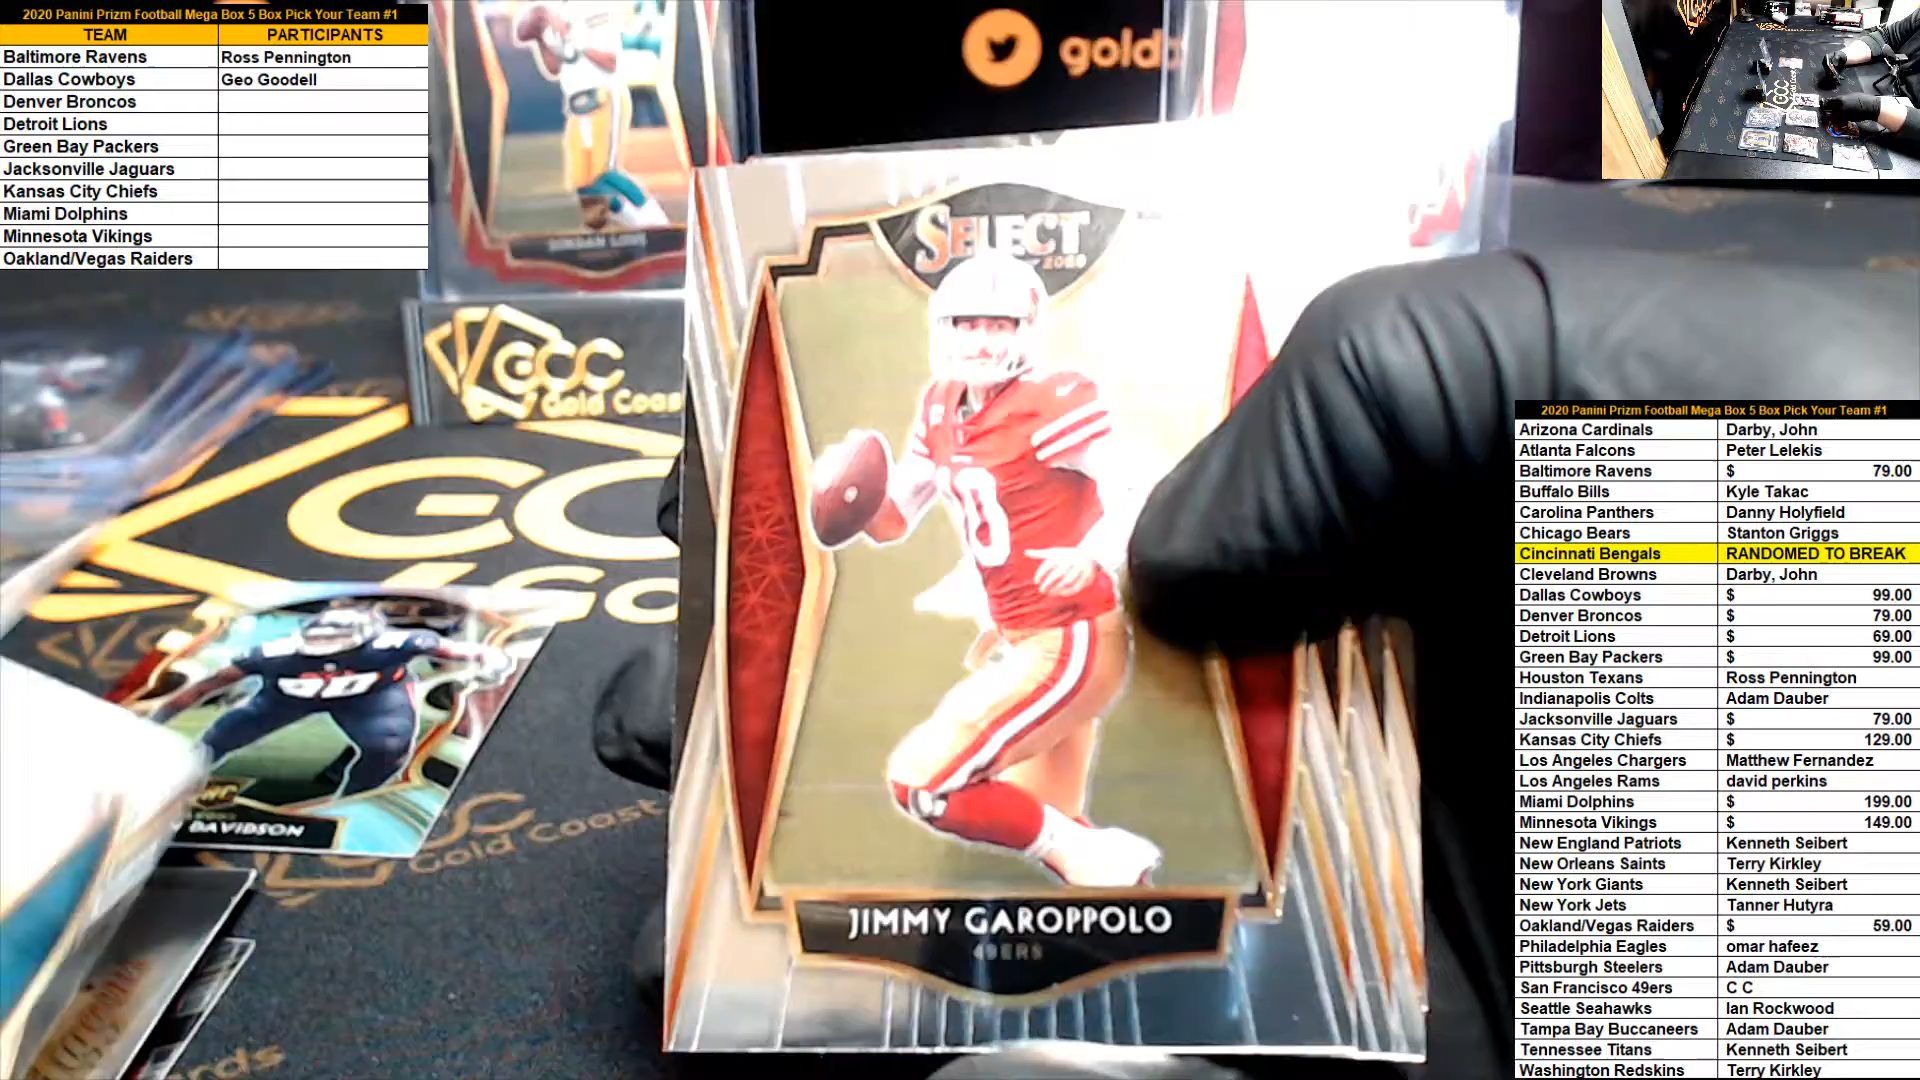 2020 Panini Prizm Football Mega Box 5 Box Pick Your Team #1
TEAM PARTICIPANTS
Baltimore Ravens Ross Pennington
Dallas Cowboys Geo Goodell
Denver Broncos
Detroit Lions
Green Bay Packers
Jacksonville Jaguars
Kansas City Chiefs
Miami Dolphins
Minnesota Vikings
Oakland/Vegas Raiders
gold
JORDAN LOVE
SELECT
2020
GCC
Gold Coas
GCC
GO
80
10
DAVIDSON
Gold Coast
JIMMY GAROPPOLO
49ERS
rds
2020 Panini Prizm Football Mega Box 5 Box Pick Your Team #1
Arizona Cardinals Darby, John
Atlanta Falcons Peter Lelekis
Baltimore Ravens $ 79.00
Buffalo Bills Kyle Takac
Carolina Panthers Danny Holyfield
Chicago Bears Stanton Griggs
Cincinnati Bengals RANDOMED TO BREAK
Cleveland Browns Darby, John
Dallas Cowboys $ 99.00
Denver Broncos $ 79.00
Detroit Lions $ 69.00
Green Bay Packers $ 99.00
Houston Texans Ross Pennington
Indianapolis Colts Adam Dauber
Jacksonville Jaguars $ 79.00
Kansas City Chiefs $ 129.00
Los Angeles Chargers Matthew Fernandez
Los Angeles Rams david perkins
Miami Dolphins $ 199.00
Minnesota Vikings $ 149.00
New England Patriots Kenneth Seibert
New Orleans Saints Terry Kirkley
New York Giants Kenneth Seibert
New York Jets Tanner Hutyra
Oakland/Vegas Raiders $ 59.00
Philadelphia Eagles omar hafeez
Pittsburgh Steelers Adam Dauber
San Francisco 49ers C C
Seattle Seahawks Ian Rockwood
Tampa Bay Buccaneers Adam Dauber
Tennessee Titans Kenneth Seibert
Washington Redskins Terry Kirkley